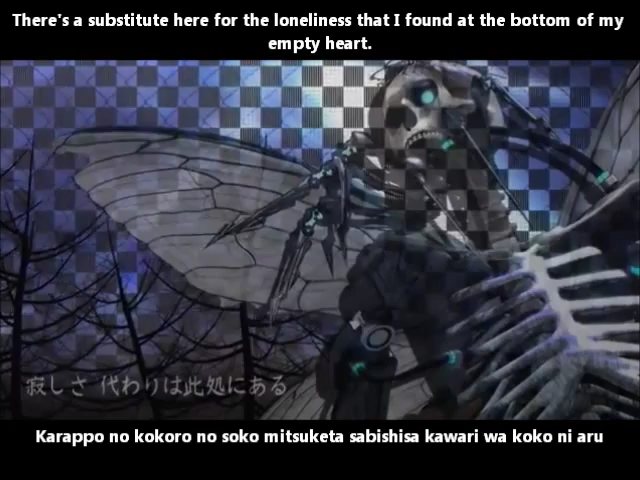 There's a substitute here for the loneliness that I found at the bottom of my
empty heart.
寂しさ 代わりは此処にある
Karappo no kokoro no soko mitsuketa sabishisa kawari wa koko ni aru